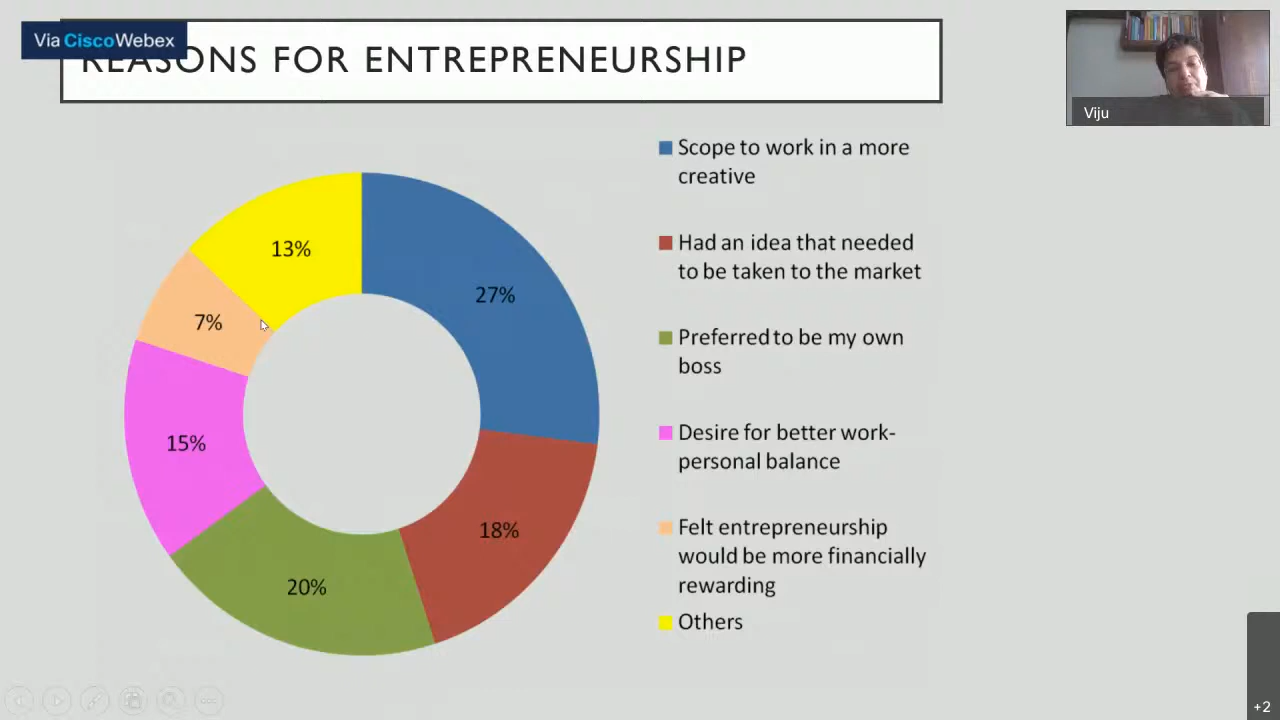 Via Cisco Webex
REASONS FOR ENTREPRENEURSHIP
Viju
13%
27%
7%
15%
18%
20%
Scope to work in a more
creative
Had an idea that needed
to be taken to the market
Preferred to be my own
boss
Desire for better work-
personal balance
Felt entrepreneurship
would be more financially
rewarding
Others
+2